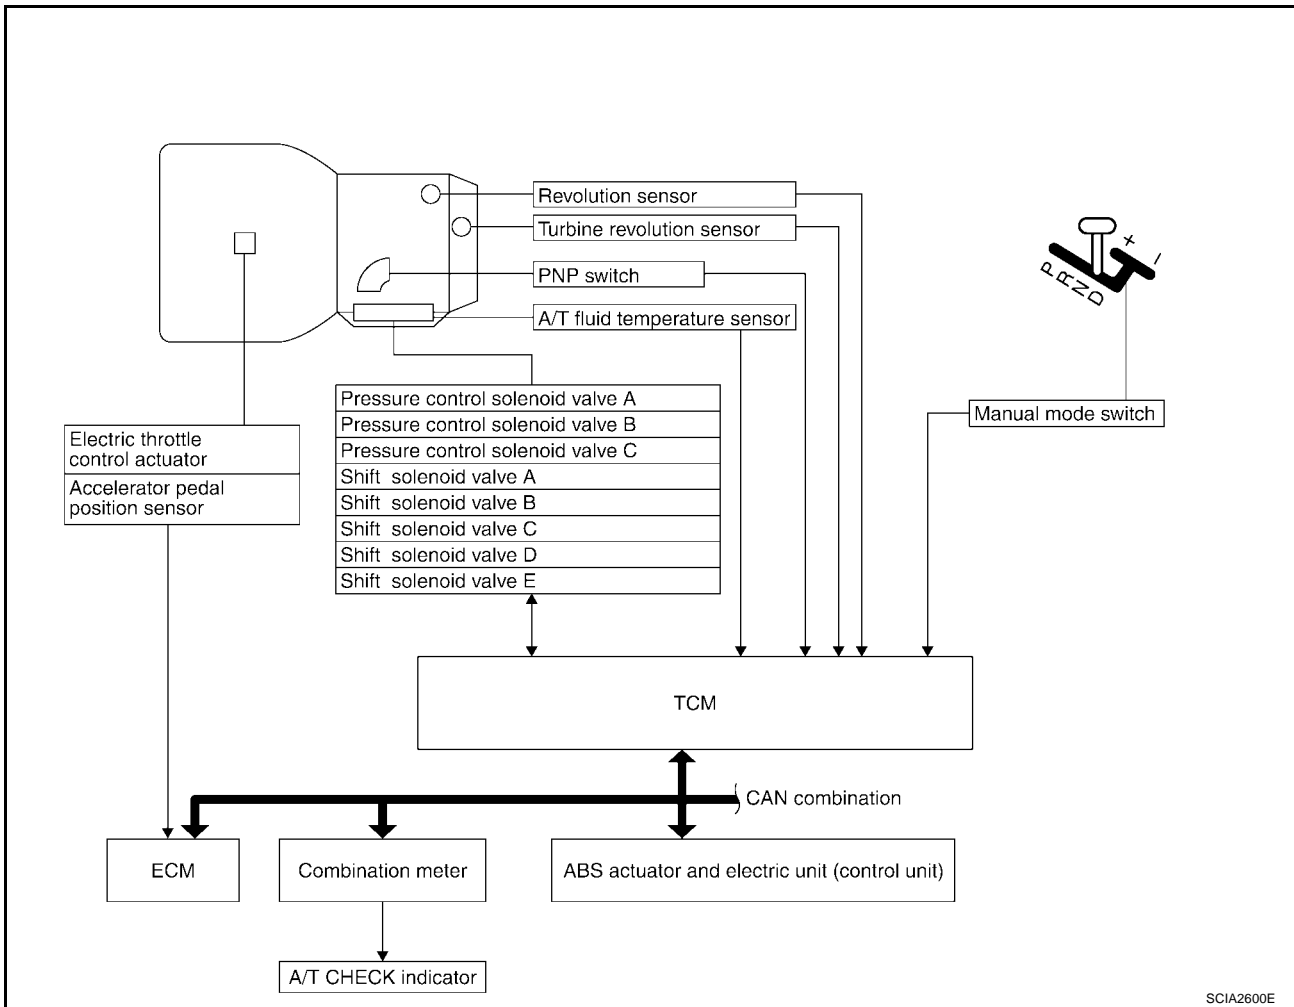 Revolution sensor
Turbine revolution sensor
PNP switch
A/T fluid temperature sensor
+
−
P
R
N
D
Pressure control solenoid valve A
Pressure control solenoid valve B
Pressure control solenoid valve C
Shift solenoid valve A
Shift solenoid valve B
Shift solenoid valve C
Shift solenoid valve D
Shift solenoid valve E
Manual mode switch
Electric throttle
control actuator
Accelerator pedal
position sensor
TCM
CAN combination
ECM
Combination meter
ABS actuator and electric unit (control unit)
A/T CHECK indicator
SCIA2600E